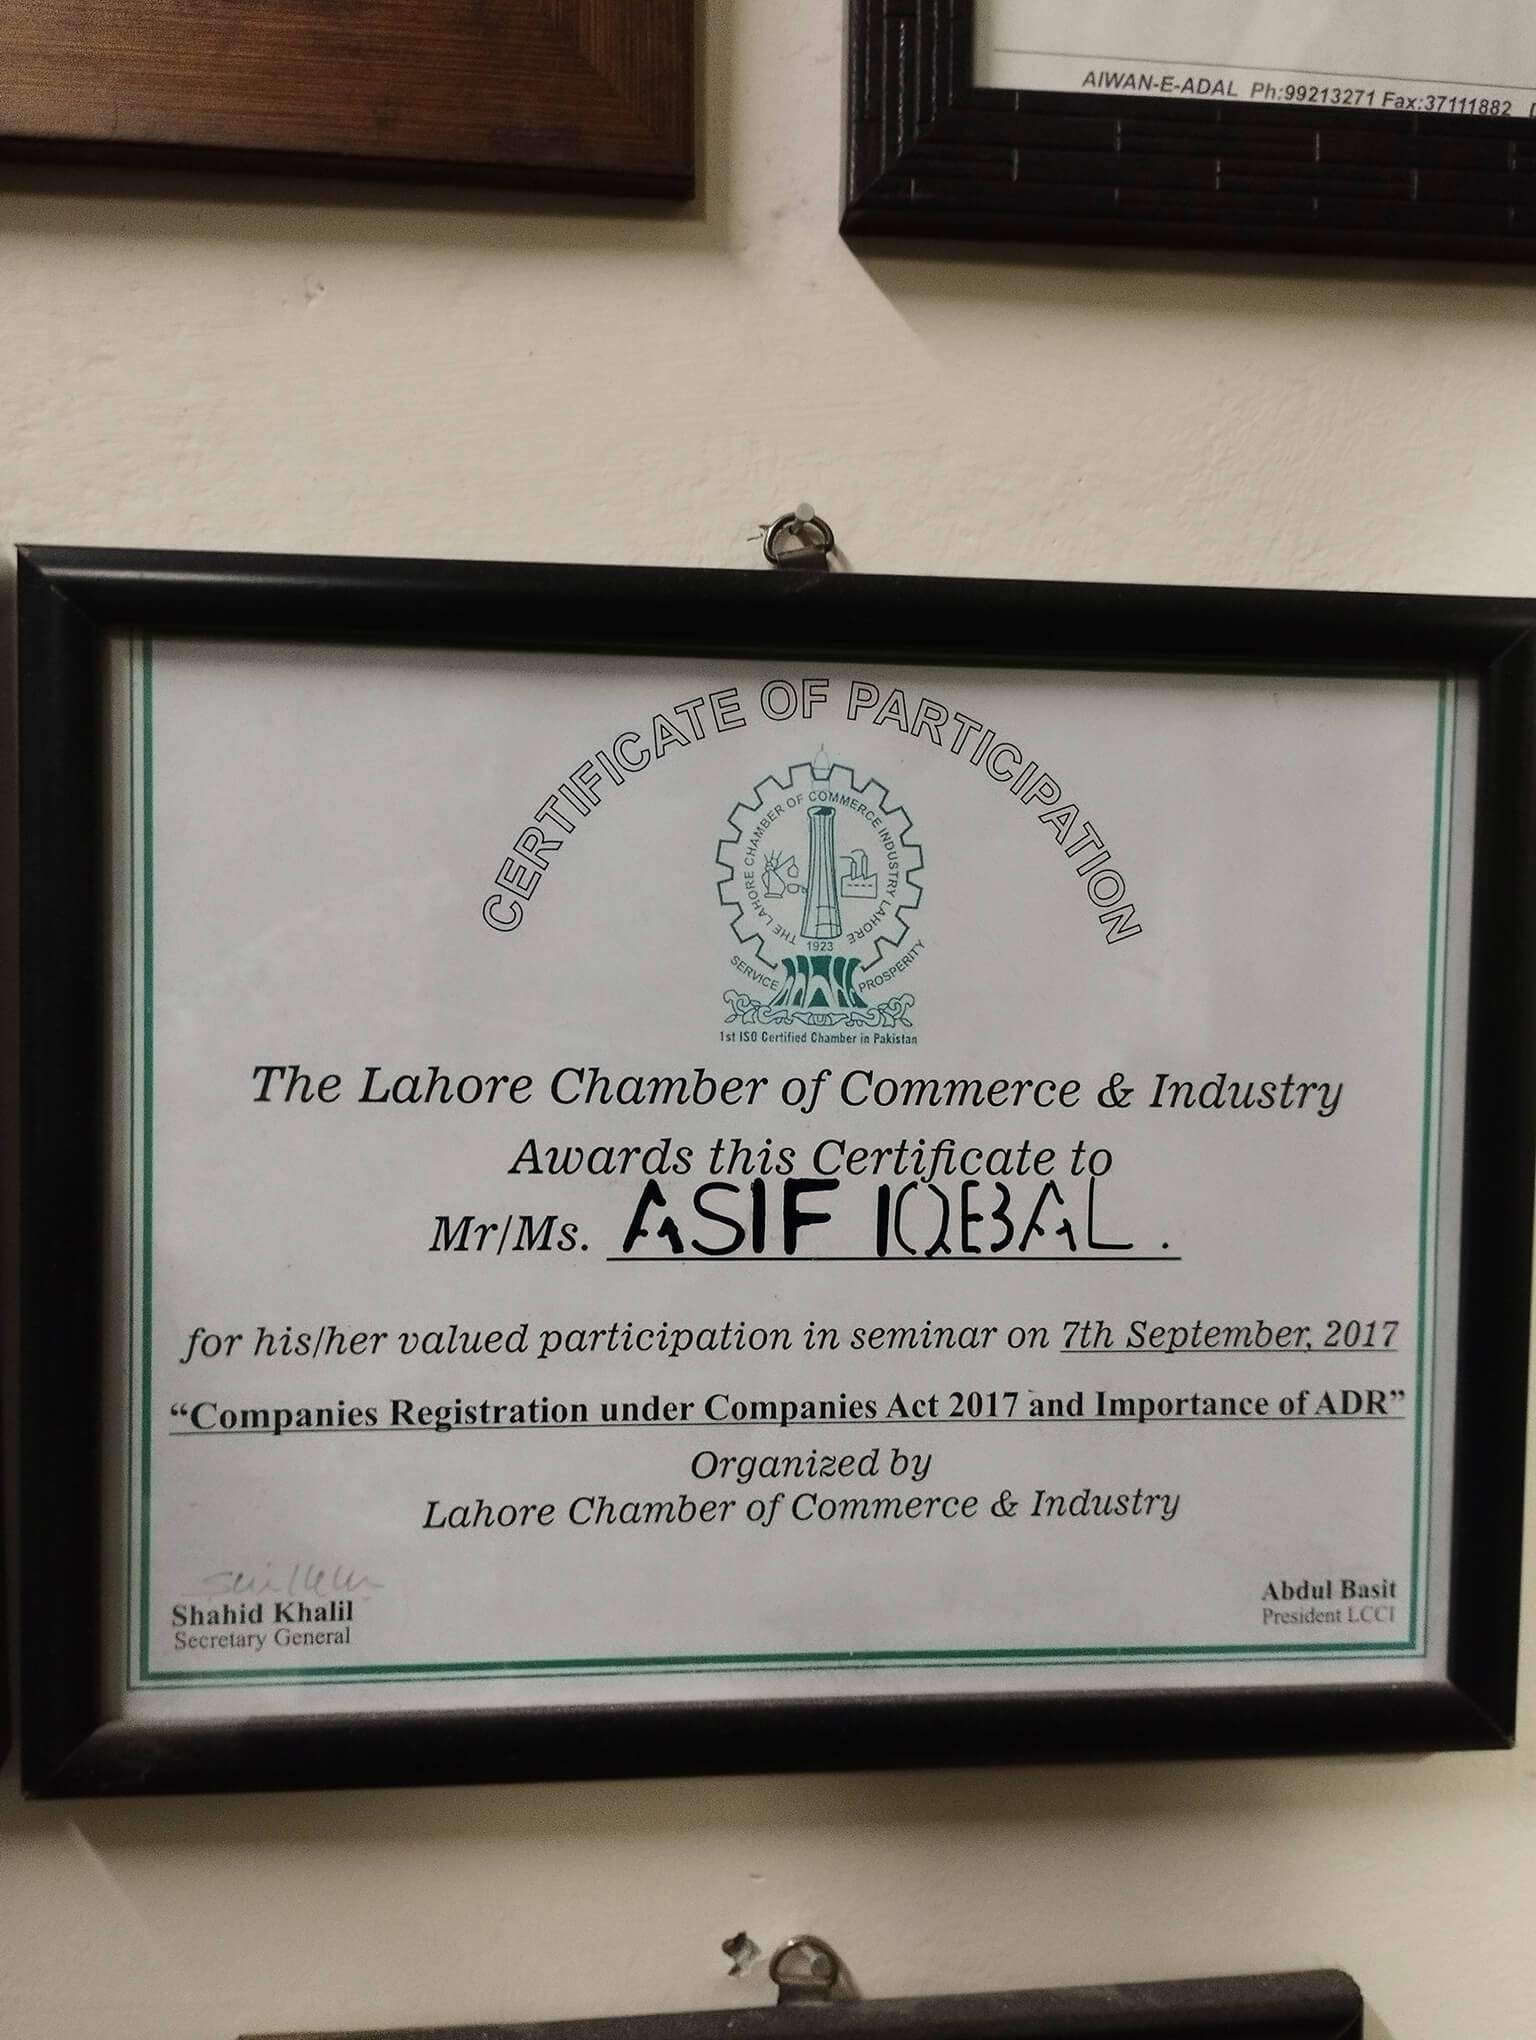 AIWAN-E-ADAL Ph:99213271 Fax:37111882
CERTIFICATE OF PARTICIPATION
THE LAHORE CHAMBER OF COMMERCE INDUSTRY LAHORE
1923
SERVICE PROSPERITY
1st ISO Certified Chamber in Pakistan
The Lahore Chamber of Commerce & Industry
Awards this Certificate to
Mr/Ms. ASIF IQBAL.
for his/her valued participation in seminar on 7th September, 2017
“Companies Registration under Companies Act 2017 and Importance of ADR”
Organized by
Lahore Chamber of Commerce & Industry
Shahid Khalil
Secretary General
Abdul Basit
President LCCI